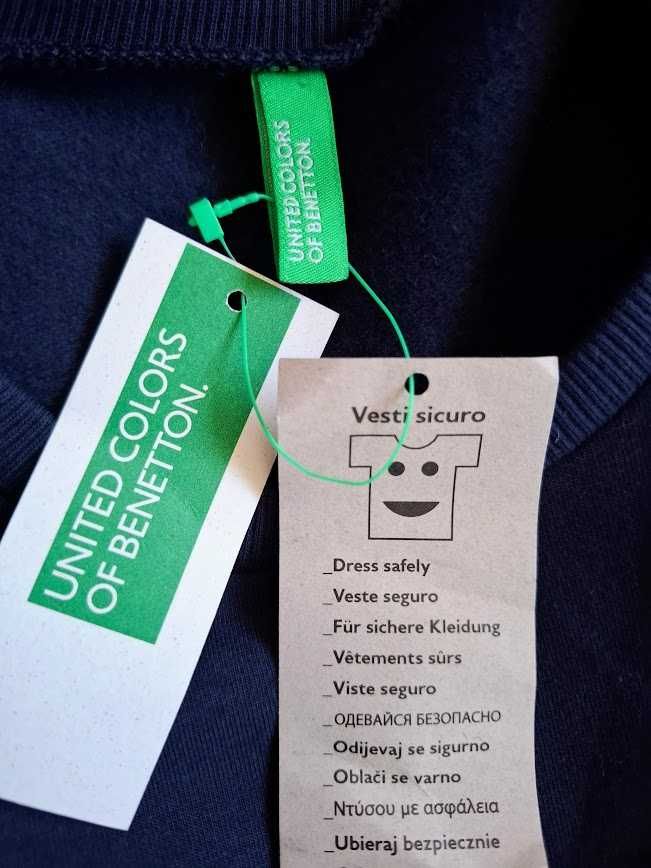 UNITED COLORS
OF BENETTON
UNITED COLORS
OF BENETTON.
Vesti sicuro
_Dress safely
_Veste seguro
_Für sichere Kleidung
_Vêtements sûrs
_Viste seguro
_ОДЕВАЙСЯ БЕЗОПАСНО
_Odijevaj se sigurno
_Oblači se varno
_Ντύσου με ασφάλεια
_Ubieraj bezpiecznie